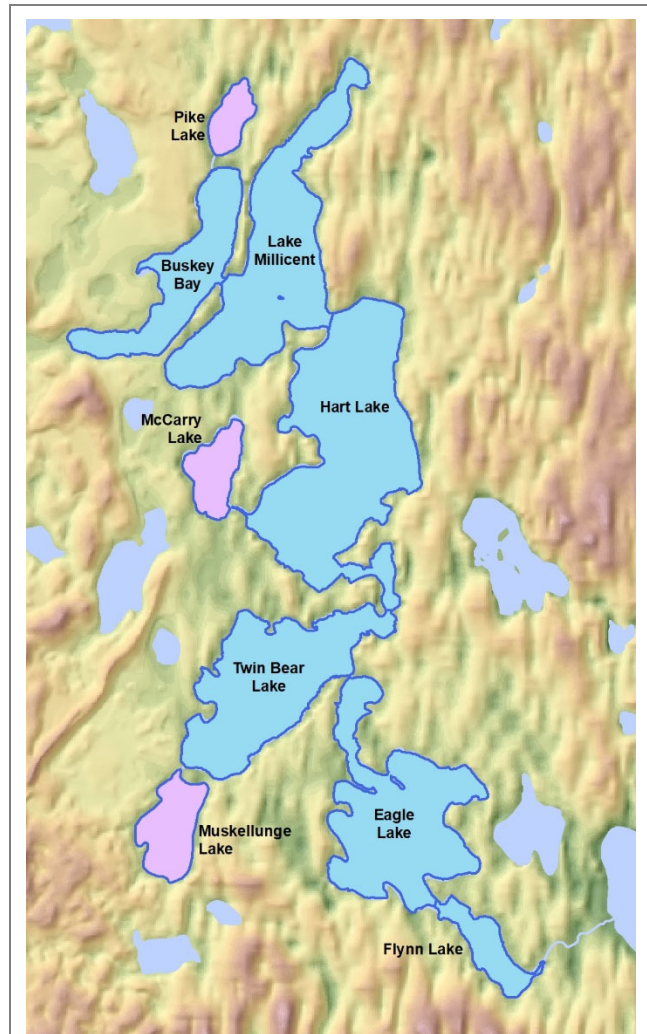 Pike
Lake
Lake
Millicent
Buskey
Bay
Hart Lake
McCarry
Lake
Twin Bear
Lake
Eagle
Lake
Muskellunge
Lake
Flynn Lake